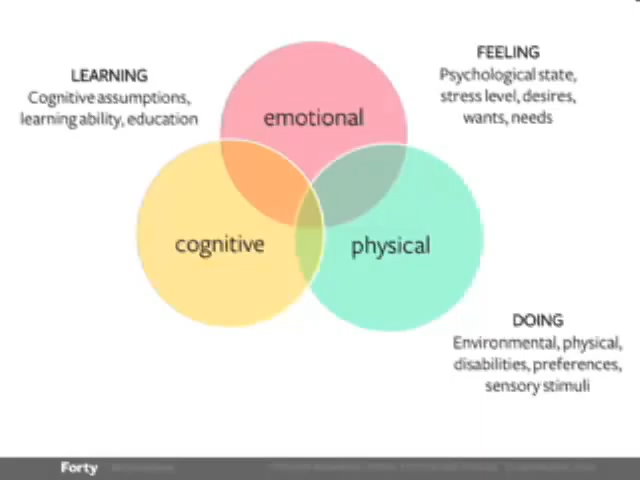 LEARNING
Cognitive assumptions,
learning ability, education
FEELING
Psychological state,
stress level, desires,
wants, needs
emotional
cognitive
physical
DOING
Environmental, physical,
disabilities, preferences,
sensory stimuli
Forty